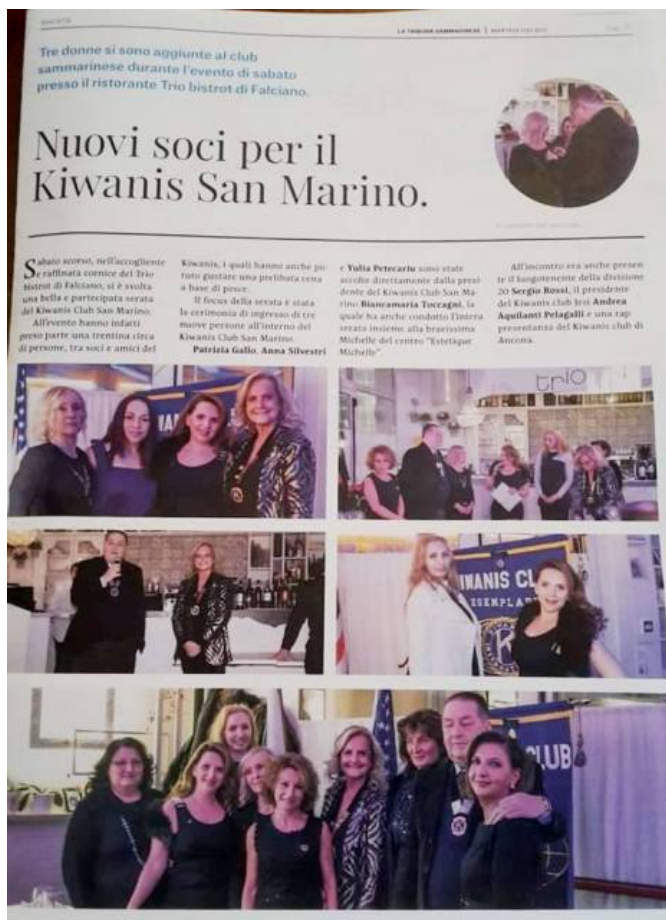 SOCIETÀ
LA TRIBUNA SAMMARINESE | MARTEDÌ
Tre donne si sono aggiunte al club
sammarinese durante l'evento di sabato
presso il ristorante Trio bistrot di Falciano.
Nuovi soci per il
Kiwanis San Marino.
Sabato scorso, nell'accogliente
e raffinata cornice del Trio
bistrot di Falciano, si è svolta
una bella e partecipata serata
del Kiwanis Club San Marino.
All'evento hanno infatti
preso parte una trentina circa
di persone, tra soci e amici del
Kiwanis, i quali hanno anche po-
tuto gustare una prelibata cena
a base di pesce.
Il focus della serata è stata
la cerimonia di ingresso di tre
nuove persone all'interno del
Kiwanis Club San Marino.
Patrizia Gallo, Anna Silvestri
e Yulia Petecariu sono state
accolte direttamente dalla presi-
dente del Kiwanis Club San Ma-
rino Biancamaria Toccagni, la
quale ha anche condotto l'intera
serata insieme alla bravissima
Michelle del centro "Estetique
Michelle".
All'incontro era anche presen-
te il luogotenente della divisione
20 Sergio Rossi, il presidente
del Kiwanis club Jesi Andrea
Aquilanti Pelagalli e una rap-
presentanza del Kiwanis club di
Ancona.
trio
IWANIS CL
ESEMPLARE
K
CLUB